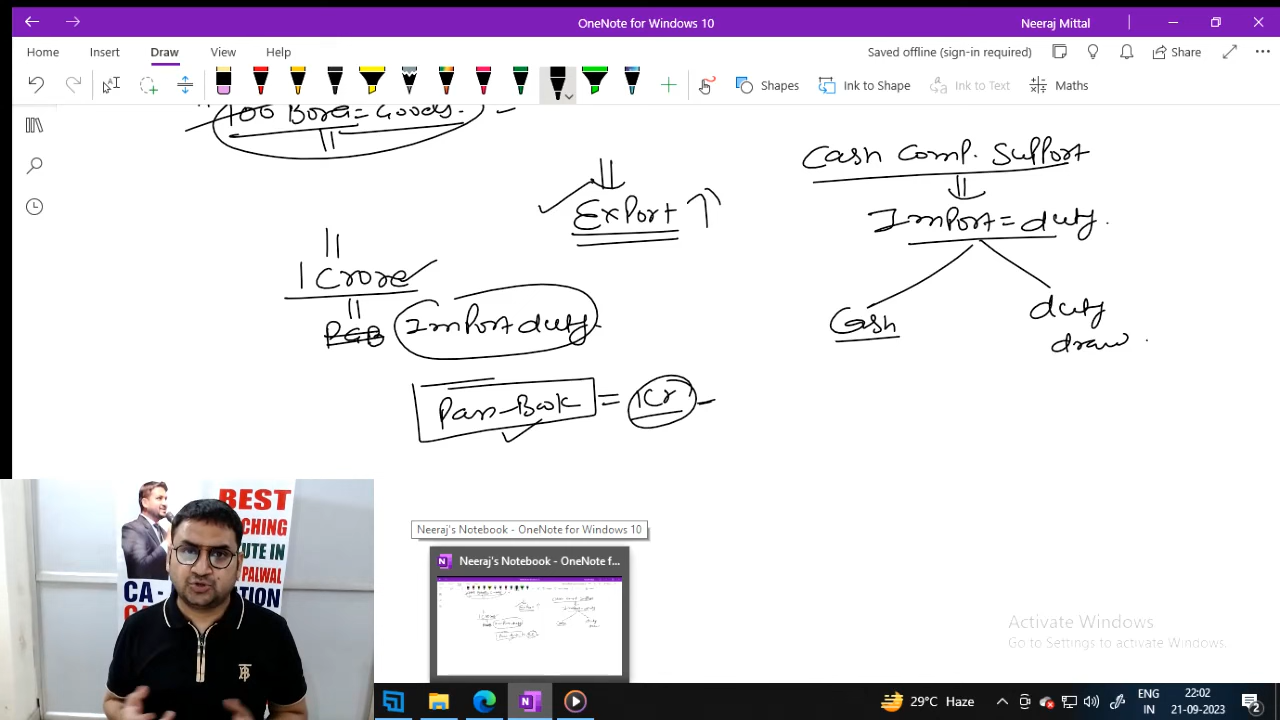 OneNote for Windows 10
Neeraj Mittal
Home Insert Draw View Help
Saved offline (sign-in required)
Share
Shapes
Ink to Shape
Ink to Text
Maths
100 Bora = Goods.
Export
1 Crore
Import duty
Pass-Book = 1Cr
Cash Comp. Support
Import = duty.
Cash
duty
draw
BEST
CHING
UTE IN
PALWAL
CA -
TION
Neeraj's Notebook - OneNote for Windows 10
Neeraj's Notebook - OneNote f...
Activate Windows
Go to Settings to activate Windows.
29°C Haze
ENG
IN
22:02
21-09-2023
2